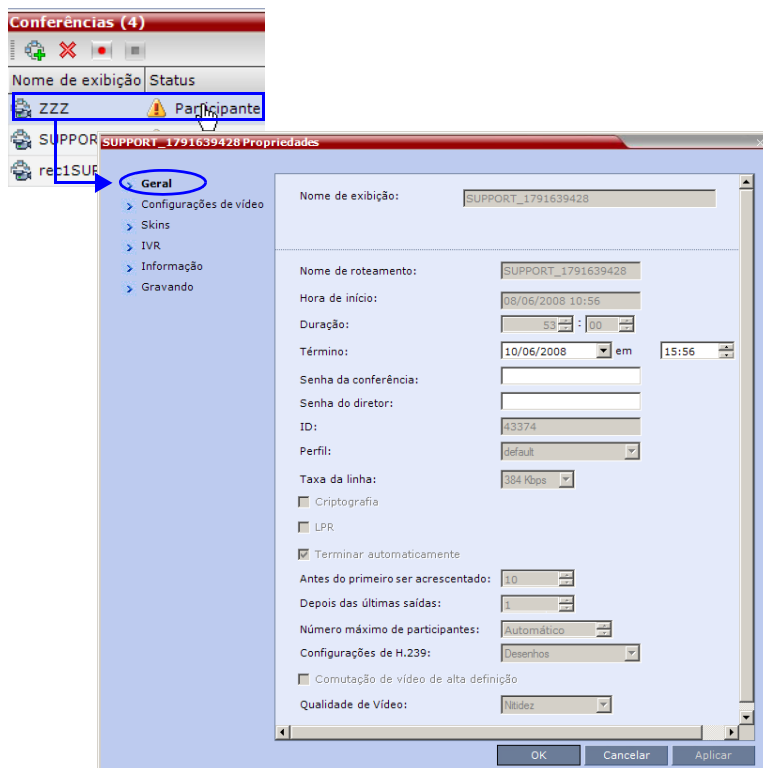 Conferências (4)
Nome de exibição Status
ZZZ Participante
SUPPOR
rec1SUP
SUPPORT_1791639428 Propriedades
Geral
Configurações de vídeo
Skins
IVR
Informação
Gravando
Nome de exibição: SUPPORT_1791639428
Nome de roteamento: SUPPORT_1791639428
Hora de início: 08/06/2008 10:56
Duração: 53 : 00
Término: 10/06/2008 em 15:56
Senha da conferência:
Senha do diretor:
ID: 43374
Perfil: default
Taxa da linha: 384 Kbps
Criptografia
LPR
Terminar automaticamente
Antes do primeiro ser acrescentado: 10
Depois das últimas saídas: 1
Número máximo de participantes: Automático
Configurações de H.239: Desenhos
Comutação de vídeo de alta definição
Qualidade de Vídeo: Nitidez
OK Cancelar Aplicar